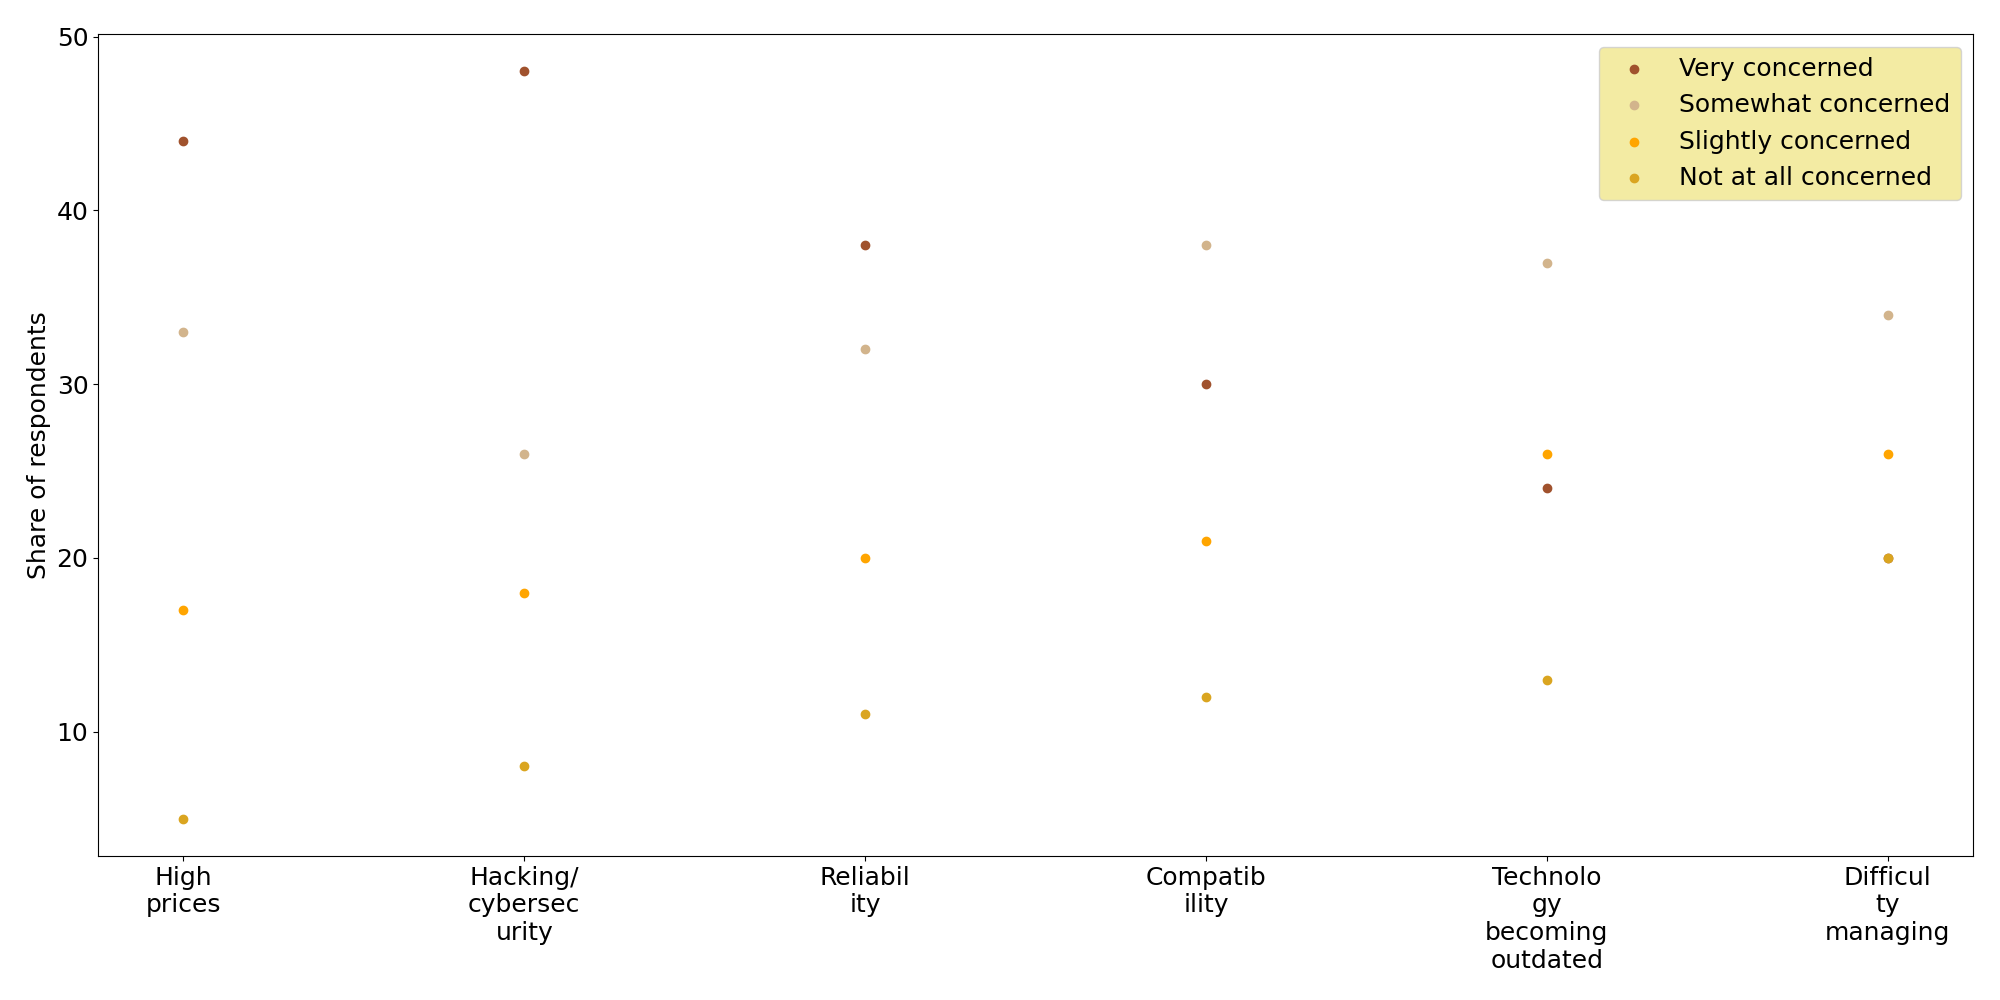 50
40
30
20
10
Share of respondents
Very concerned
Somewhat concerned
Slightly concerned
Not at all concerned
High
prices
Hacking/
cybersec
urity
Reliabil
ity
Compatib
ility
Technolo
gy
becoming
outdated
Difficul
ty
managing